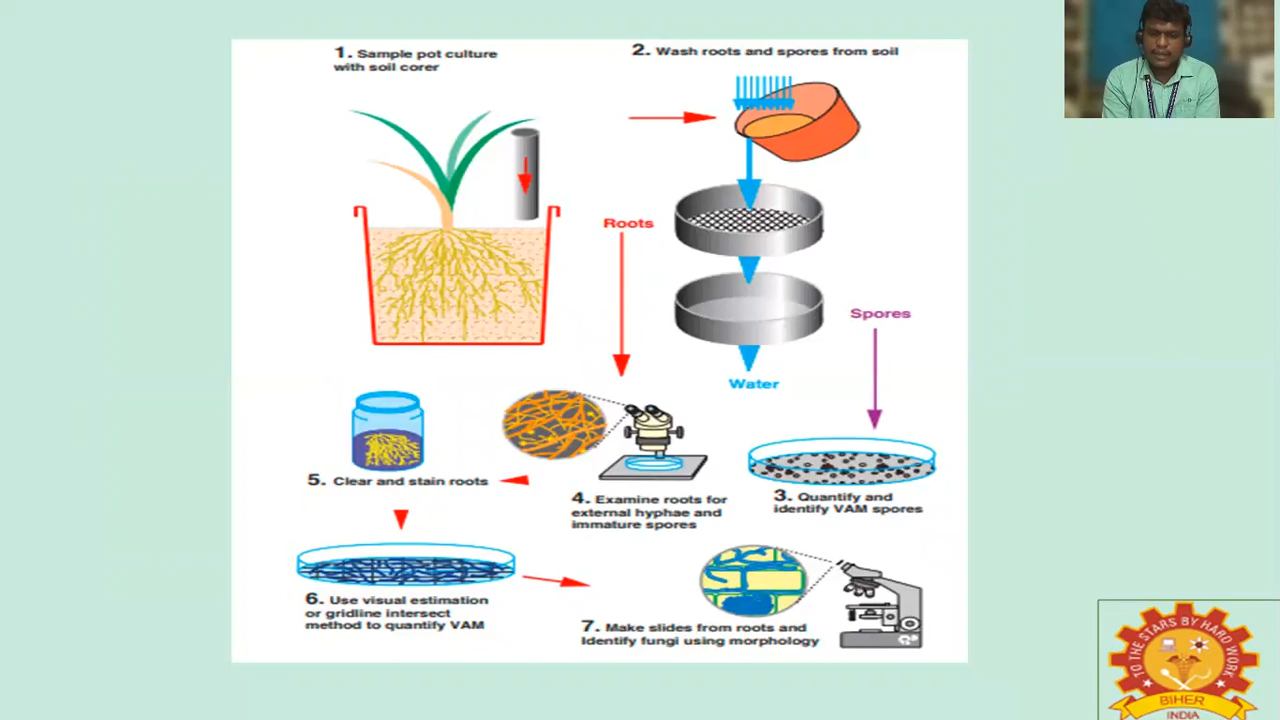 1. Sample pot culture
with soil corer
2. Wash roots and spores from soil
Roots
Spores
Water
5. Clear and stain roots
4. Examine roots for
external hyphae and
immature spores
3. Quantify and
identify VAM spores
6. Use visual estimation
or gridline intersect
method to quantify VAM
7. Make slides from roots and
Identify fungi using morphology
TO THE STARS BY HARD WORK
BIHER
INDIA